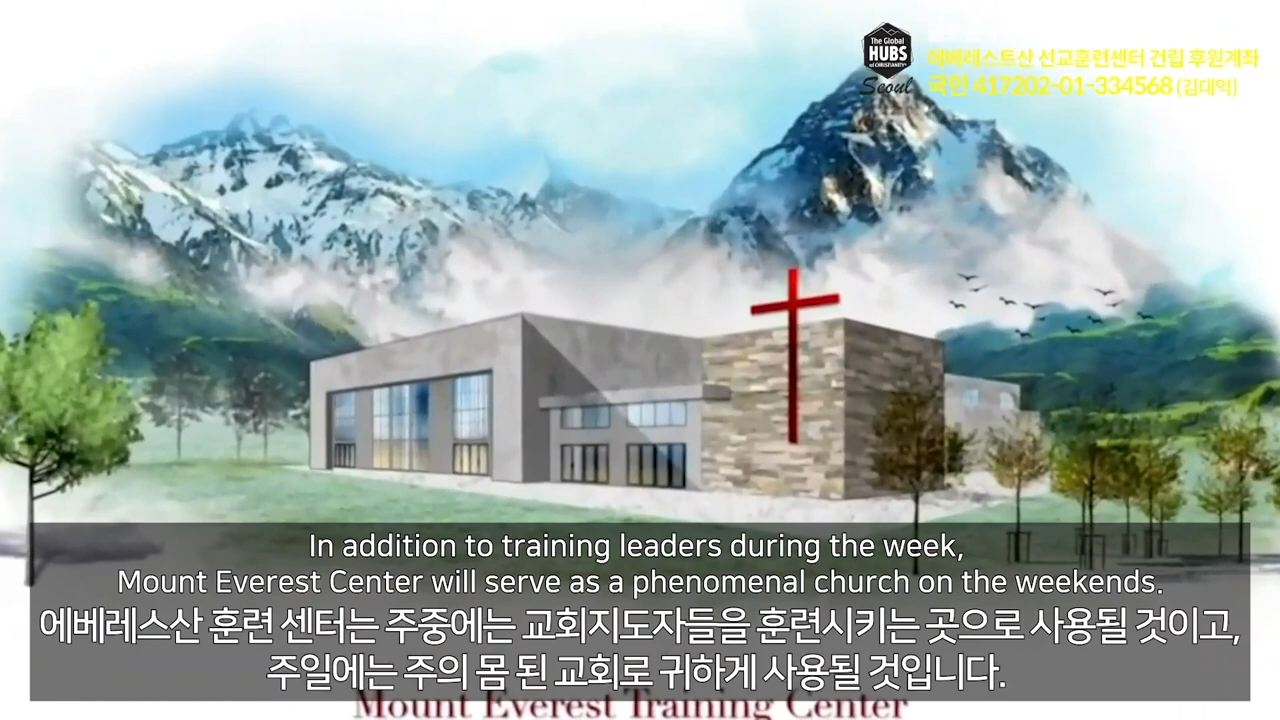 The Global
HUBS
of CHRISTIANITY
Seoul
에베레스트산 선교훈련센터 건립 후원계좌
국민 417202-01-334568 (김대억)
In addition to training leaders during the week,
Mount Everest Center will serve as a phenomenal church on the weekends.
에베레스산 훈련 센터는 주중에는 교회지도자들을 훈련시키는 곳으로 사용될 것이고,
주일에는 주의 몸 된 교회로 귀하게 사용될 것입니다.
Mount Everest Training Center